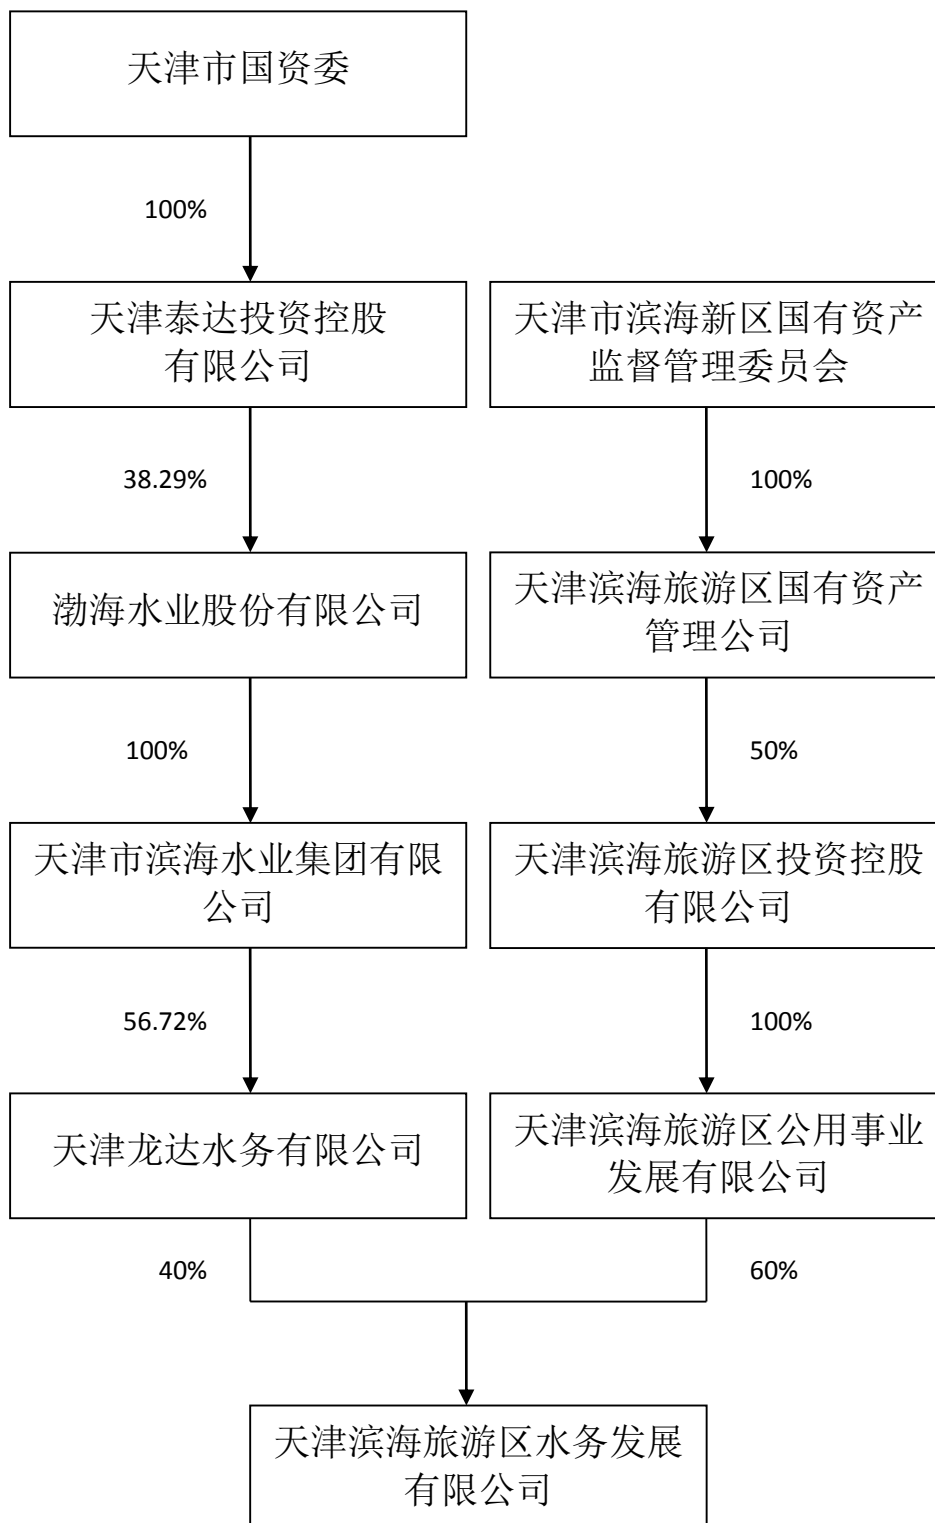 天津市国资委
100%
天津泰达投资控股
有限公司
天津市滨海新区国有资产
监督管理委员会
38.29%
100%
渤海水业股份有限公司
天津滨海旅游区国有资产
管理公司
100%
50%
天津市滨海水业集团有限
公司
天津滨海旅游区投资控股
有限公司
56.72%
100%
天津龙达水务有限公司
天津滨海旅游区公用事业
发展有限公司
40%
60%
天津滨海旅游区水务发展
有限公司